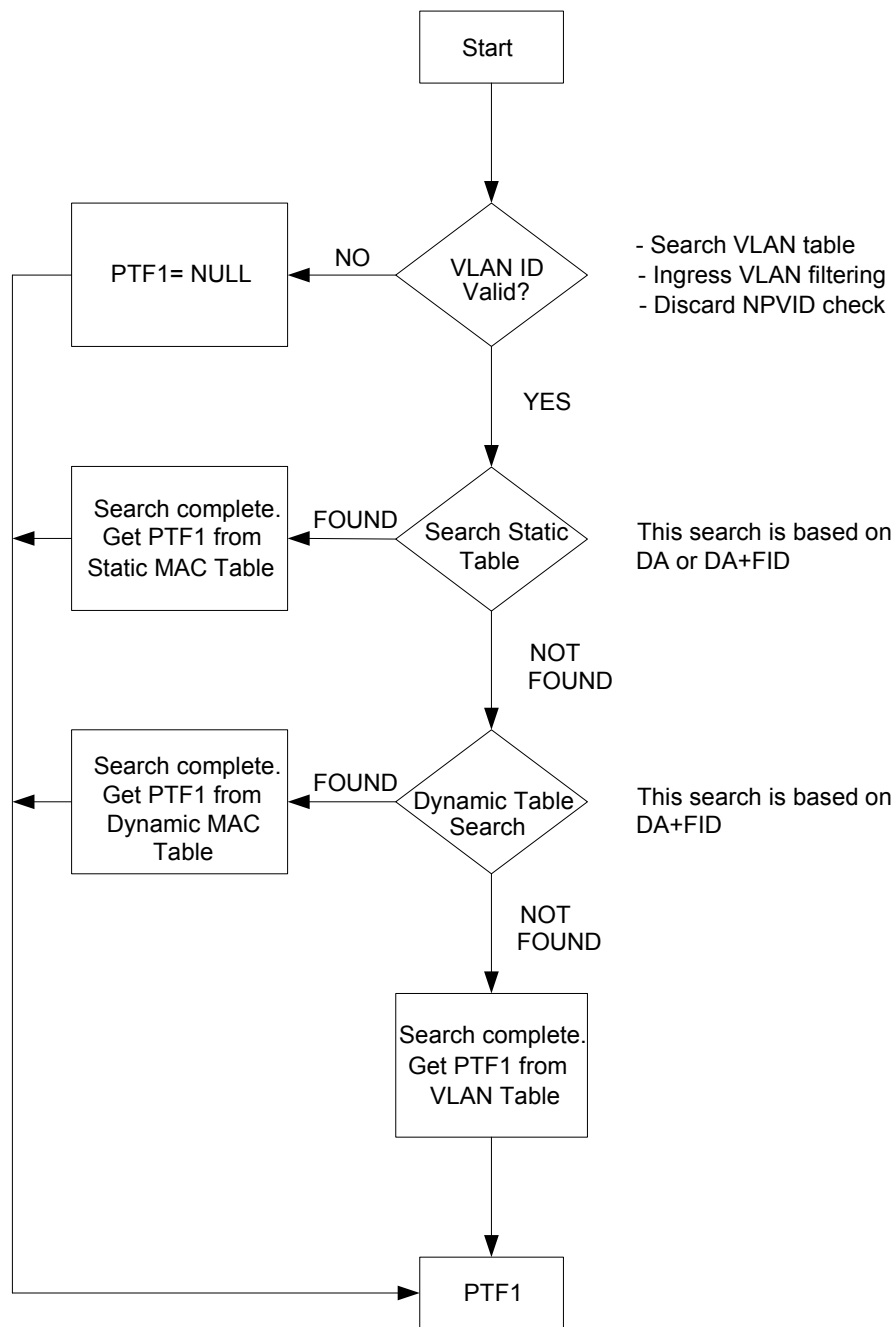 Start
PTF1= NULL
NO
VLAN ID
Valid?
- Search VLAN table
- Ingress VLAN filtering
- Discard NPVID check
YES
Search complete.
Get PTF1 from
Static MAC Table
FOUND
Search Static
Table
This search is based on
DA or DA+FID
NOT
FOUND
Search complete.
Get PTF1 from
Dynamic MAC
Table
FOUND
Dynamic Table
Search
This search is based on
DA+FID
NOT
FOUND
Search complete.
Get PTF1 from
VLAN Table
PTF1